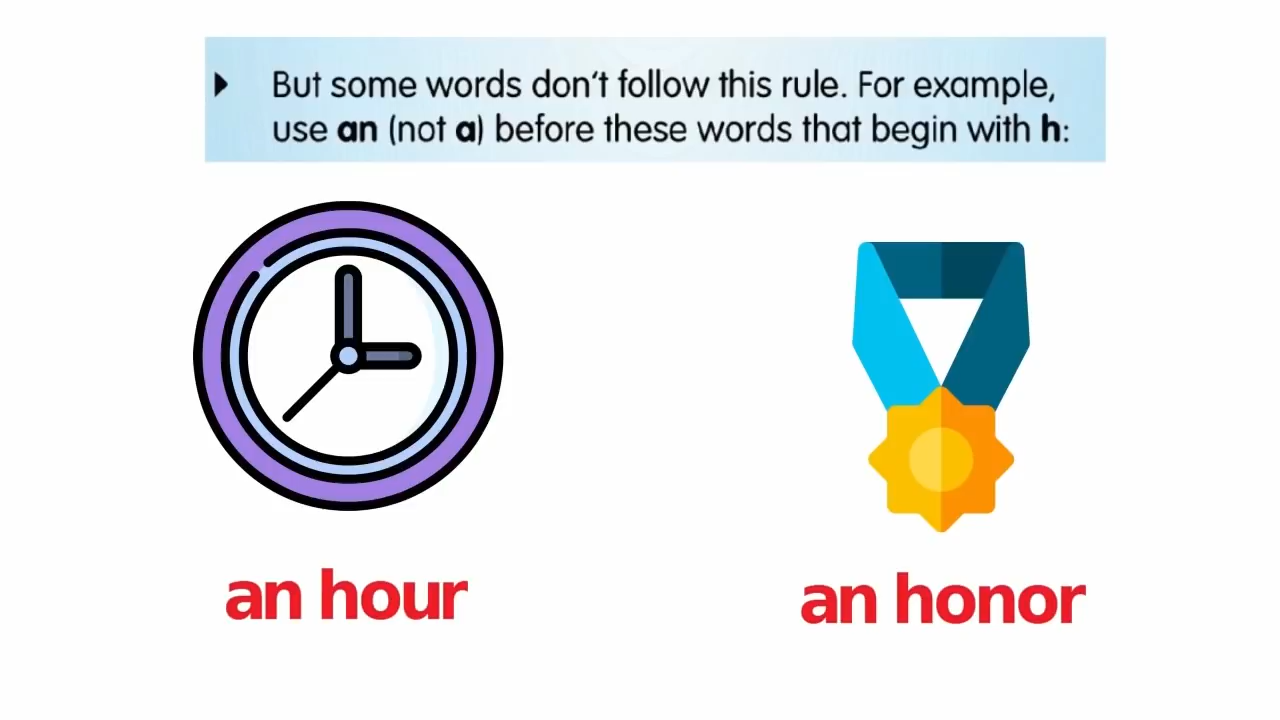 But some words don't follow this rule. For example,
use an (not a) before these words that begin with h:
an hour
an honor